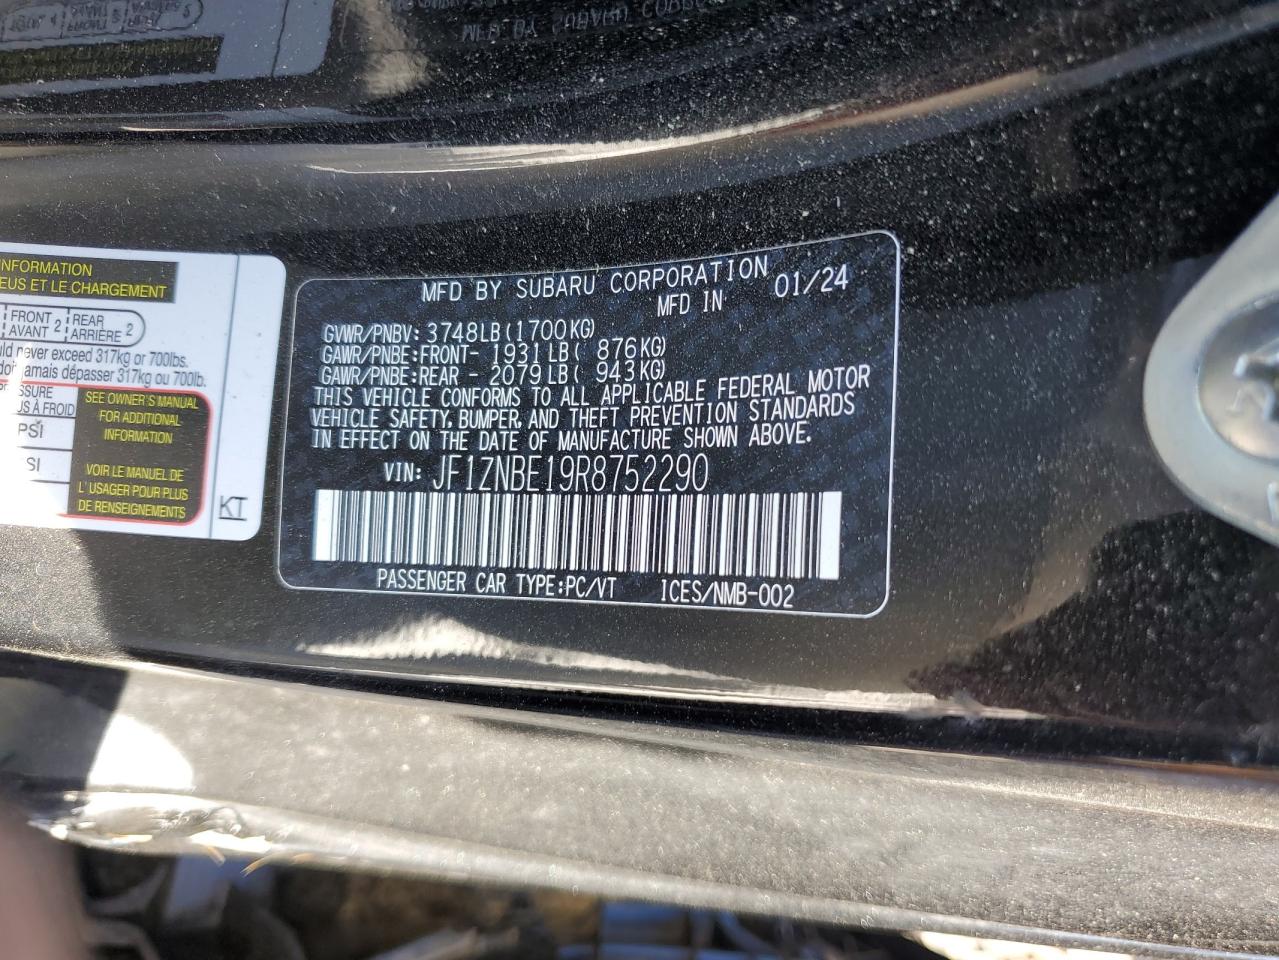 INFORMATION
EUS ET LE CHARGEMENT
FRONT
AVANT 2
REAR
ARRIÈRE 2
never exceed 317kg or 700lbs.
jamais dépasser 317kg ou 700lb.
US À FROID
PSI
SI
SEE OWNER'S MANUAL
FOR ADDITIONAL
INFORMATION
VOIR LE MANUEL DE
L'USAGER POUR PLUS
DE RENSEIGNEMENTS
KT
MFD BY SUBARU CORPORATION
MFD IN 01/24
GVWR/PNBV: 3748LB(1700KG)
GAWR/PNBE:FRONT- 1931LB( 876KG)
GAWR/PNBE:REAR - 2079LB( 943KG)
THIS VEHICLE CONFORMS TO ALL APPLICABLE FEDERAL MOTOR
VEHICLE SAFETY, BUMPER, AND THEFT PREVENTION STANDARDS
IN EFFECT ON THE DATE OF MANUFACTURE SHOWN ABOVE.
VIN: JF1ZNBE19R8752290
PASSENGER CAR TYPE:PC/VT ICES/NMB-002